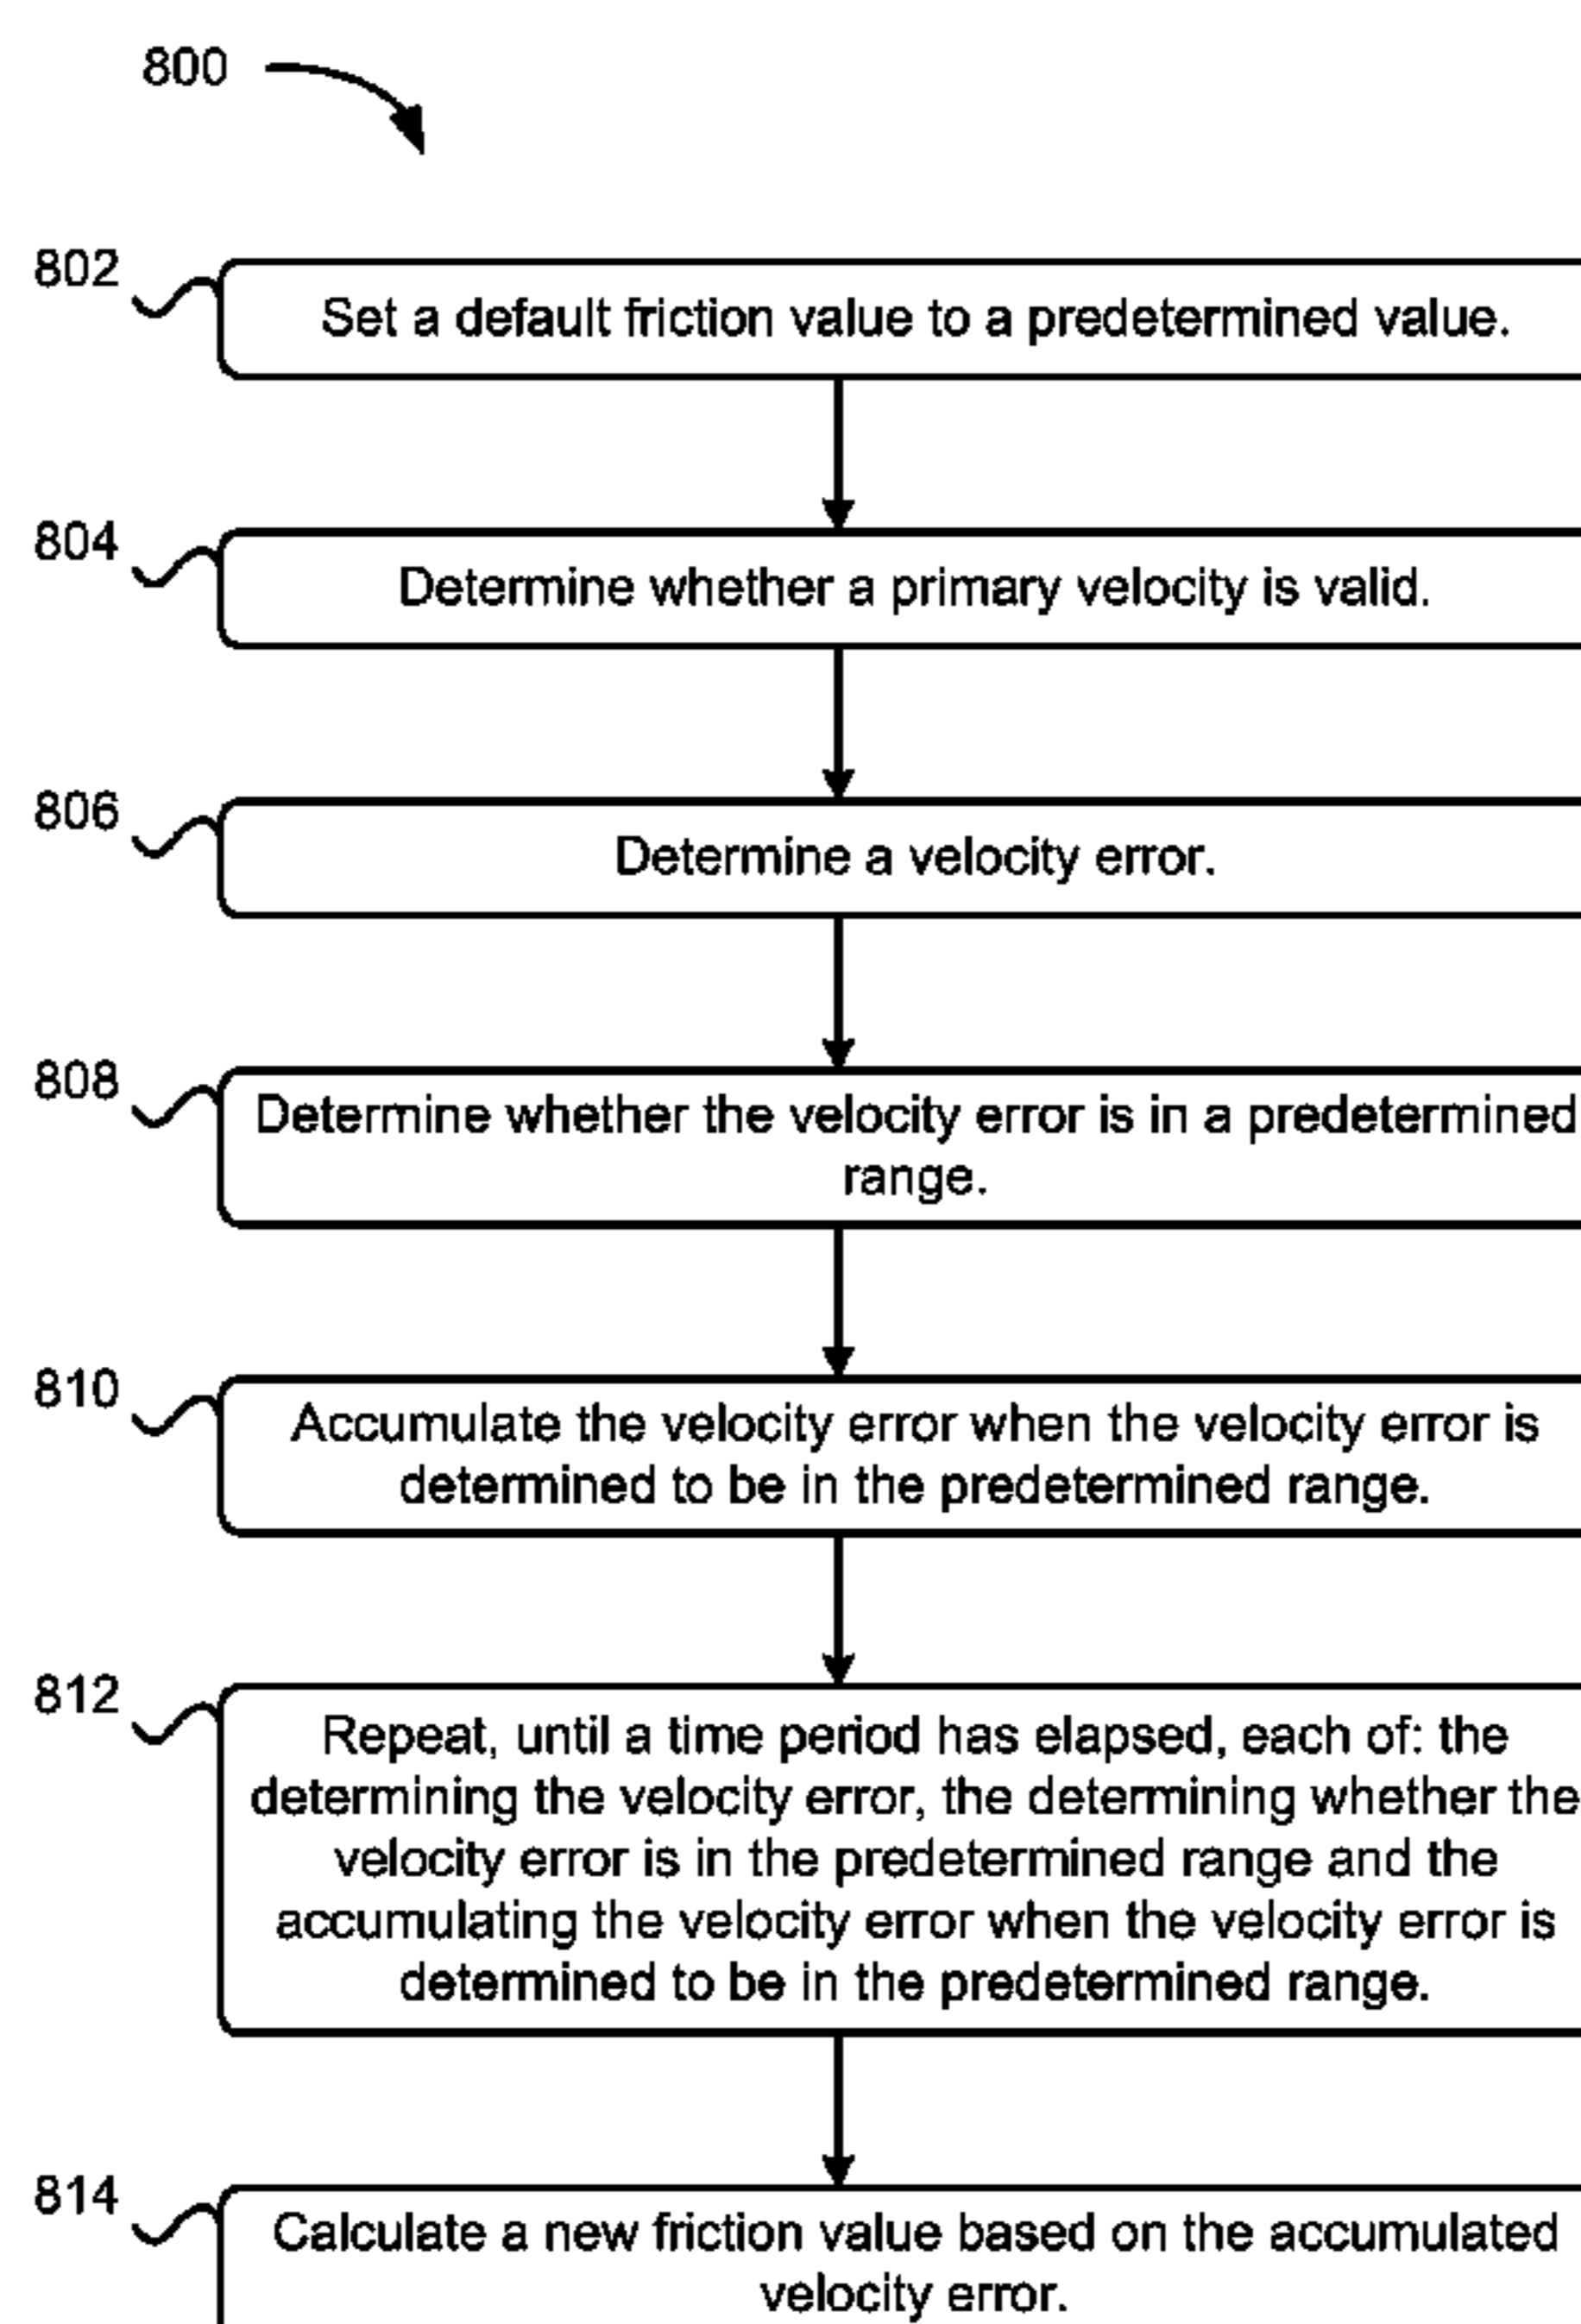 800
802
Set a default friction value to a predetermined value.
804
Determine whether a primary velocity is valid.
806
Determine a velocity error.
808
Determine whether the velocity error is in a predetermined
range.
810
Accumulate the velocity error when the velocity error is
determined to be in the predetermined range.
812
Repeat, until a time period has elapsed, each of: the
determining the velocity error, the determining whether the
velocity error is in the predetermined range and the
accumulating the velocity error when the velocity error is
determined to be in the predetermined range.
814
Calculate a new friction value based on the accumulated
velocity error.